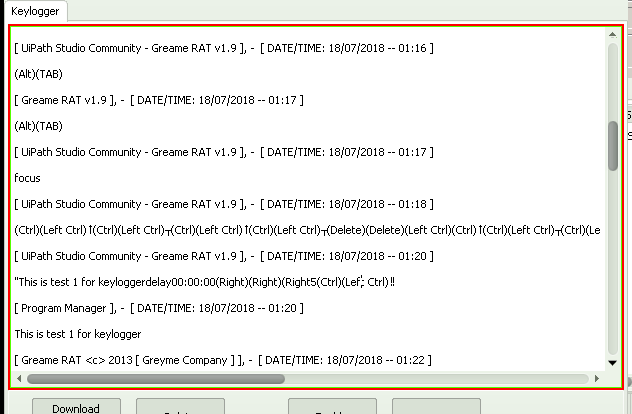 Keylogger
[ UiPath Studio Community - Greame RAT v1.9 ], - [ DATE/TIME: 18/07/2018 -- 01:16 ]
(Alt)(TAB)
[ Greame RAT v1.9 ], - [ DATE/TIME: 18/07/2018 -- 01:17 ]
(Alt)(TAB)
[ UiPath Studio Community - Greame RAT v1.9 ], - [ DATE/TIME: 18/07/2018 -- 01:17 ]
focus
[ UiPath Studio Community - Greame RAT v1.9 ], - [ DATE/TIME: 18/07/2018 -- 01:18 ]
(Ctrl)(Left Ctrl)↑(Ctrl)(Left Ctrl)┬(Ctrl)(Left Ctrl)↑(Ctrl)(Left Ctrl)┬(Delete)(Delete)(Left Ctrl)(Ctrl)↑(Ctrl)(Left Ctrl)┬(Ctrl)(Le
[ UiPath Studio Community - Greame RAT v1.9 ], - [ DATE/TIME: 18/07/2018 -- 01:20 ]
"This is test 1 for keyloggerdelay00:00:00(Right)(Right)(Right5(Ctrl)(Lef'; Ctrl)‼
[ Program Manager ], - [ DATE/TIME: 18/07/2018 -- 01:20 ]
This is test 1 for keylogger
[ Greame RAT <c> 2013 [ Greyme Company ] ], - [ DATE/TIME: 18/07/2018 -- 01:22 ]
Download